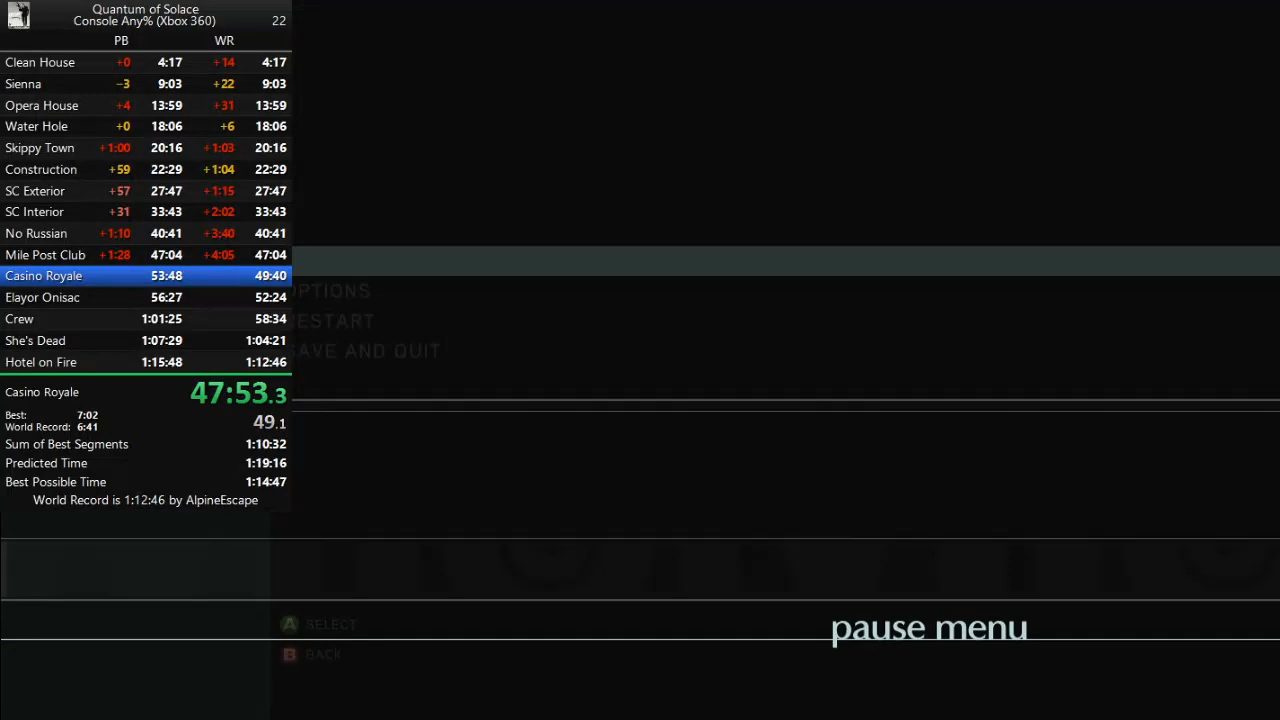 Quantum of Solace
Console Any% (Xbox 360) 22
PB WR
Clean House +0 4:17 +14 4:17
Sienna −3 9:03 +22 9:03
Opera House +4 13:59 +31 13:59
Water Hole +0 18:06 +6 18:06
Skippy Town +1:00 20:16 +1:03 20:16
Construction +59 22:29 +1:04 22:29
SC Exterior +57 27:47 +1:15 27:47
SC Interior +31 33:43 +2:02 33:43
No Russian +1:10 40:41 +3:40 40:41
Mile Post Club +1:28 47:04 +4:05 47:04
Casino Royale 53:48 49:40
Elayor Onisac 56:27 52:24
OPTIONS
Crew 1:01:25 58:34
ESTART
She's Dead 1:07:29 1:04:21
SAVE AND QUIT
Hotel on Fire 1:15:48 1:12:46
Casino Royale 47:53.3
Best: 7:02
World Record: 6:41 49.1
Sum of Best Segments 1:10:32
Predicted Time 1:19:16
Best Possible Time 1:14:47
World Record is 1:12:46 by AlpineEscape
A SELECT
pause menu
B BACK